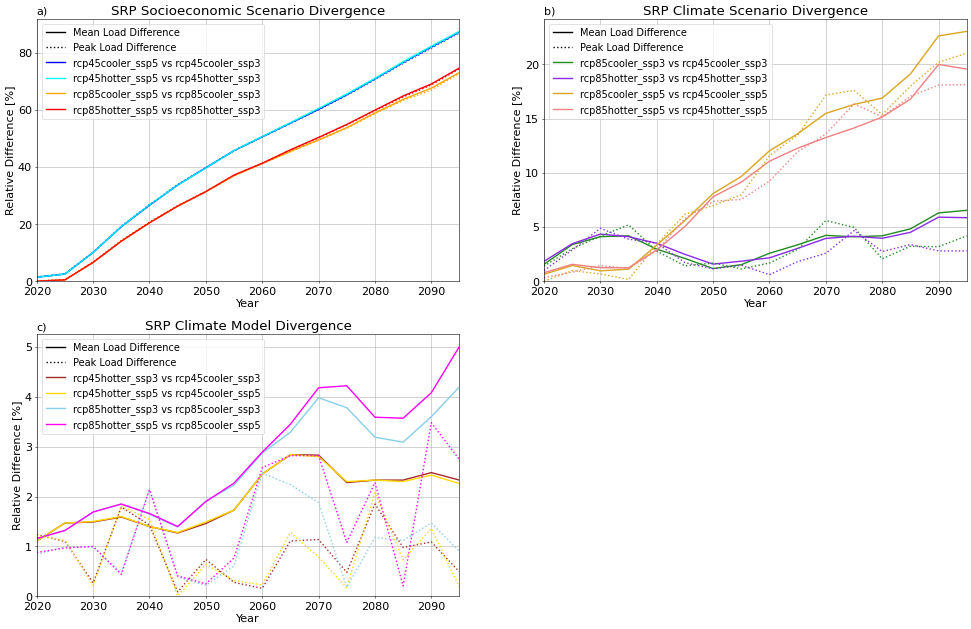 a)
SRP Socioeconomic Scenario Divergence
Mean Load Difference
Peak Load Difference
rcp45cooler_ssp5 vs rcp45cooler_ssp3
rcp45hotter_ssp5 vs rcp45hotter_ssp3
rcp85cooler_ssp5 vs rcp85cooler_ssp3
rcp85hotter_ssp5 vs rcp85hotter_ssp3
Relative Difference [%]
80
60
40
20
0
2020 2030 2040 2050 2060 2070 2080 2090
Year
b)
SRP Climate Scenario Divergence
Mean Load Difference
Peak Load Difference
rcp85cooler_ssp3 vs rcp45cooler_ssp3
rcp85hotter_ssp3 vs rcp45hotter_ssp3
rcp85cooler_ssp5 vs rcp45cooler_ssp5
rcp85hotter_ssp5 vs rcp45hotter_ssp5
Relative Difference [%]
20
15
10
5
0
2020 2030 2040 2050 2060 2070 2080 2090
Year
c)
SRP Climate Model Divergence
Mean Load Difference
Peak Load Difference
rcp45hotter_ssp3 vs rcp45cooler_ssp3
rcp45hotter_ssp5 vs rcp45cooler_ssp5
rcp85hotter_ssp3 vs rcp85cooler_ssp3
rcp85hotter_ssp5 vs rcp85cooler_ssp5
Relative Difference [%]
5
4
3
2
1
0
2020 2030 2040 2050 2060 2070 2080 2090
Year